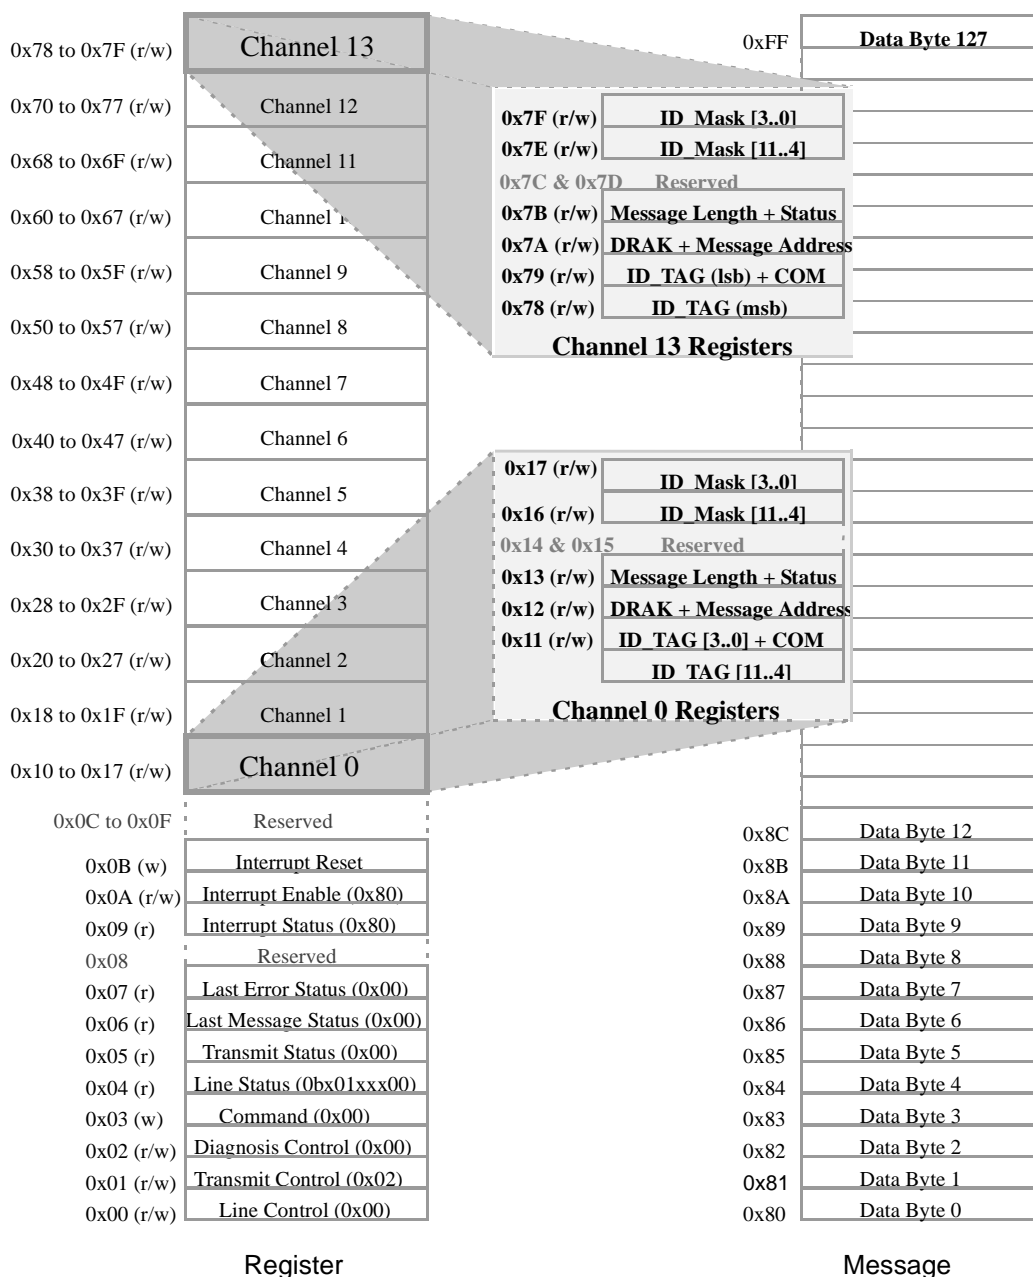 0x78 to 0x7F (r/w) Channel 13
0x70 to 0x77 (r/w) Channel 12
0x68 to 0x6F (r/w) Channel 11
0x60 to 0x67 (r/w) Channel 1
0x58 to 0x5F (r/w) Channel 9
0x50 to 0x57 (r/w) Channel 8
0x48 to 0x4F (r/w) Channel 7
0x40 to 0x47 (r/w) Channel 6
0x38 to 0x3F (r/w) Channel 5
0x30 to 0x37 (r/w) Channel 4
0x28 to 0x2F (r/w) Channel 3
0x20 to 0x27 (r/w) Channel 2
0x18 to 0x1F (r/w) Channel 1
0x10 to 0x17 (r/w) Channel 0
0x0C to 0x0F Reserved
0x0B (w) Interrupt Reset
0x0A (r/w) Interrupt Enable (0x80)
0x09 (r) Interrupt Status (0x80)
0x08 Reserved
0x07 (r) Last Error Status (0x00)
0x06 (r) Last Message Status (0x00)
0x05 (r) Transmit Status (0x00)
0x04 (r) Line Status (0bx01xxx00)
0x03 (w) Command (0x00)
0x02 (r/w) Diagnosis Control (0x00)
0x01 (r/w) Transmit Control (0x02)
0x00 (r/w) Line Control (0x00)
Register
0x7F (r/w) ID_Mask [3..0]
0x7E (r/w) ID_Mask [11..4]
0x7C & 0x7D Reserved
0x7B (r/w) Message Length + Status
0x7A (r/w) DRAK + Message Address
0x79 (r/w) ID_TAG (lsb) + COM
0x78 (r/w) ID_TAG (msb)
Channel 13 Registers
0x17 (r/w) ID_Mask [3..0]
0x16 (r/w) ID_Mask [11..4]
0x14 & 0x15 Reserved
0x13 (r/w) Message Length + Status
0x12 (r/w) DRAK + Message Address
0x11 (r/w) ID_TAG [3..0] + COM
ID_TAG [11..4]
Channel 0 Registers
0xFF Data Byte 127
0x8C Data Byte 12
0x8B Data Byte 11
0x8A Data Byte 10
0x89 Data Byte 9
0x88 Data Byte 8
0x87 Data Byte 7
0x86 Data Byte 6
0x85 Data Byte 5
0x84 Data Byte 4
0x83 Data Byte 3
0x82 Data Byte 2
0x81 Data Byte 1
0x80 Data Byte 0
Message